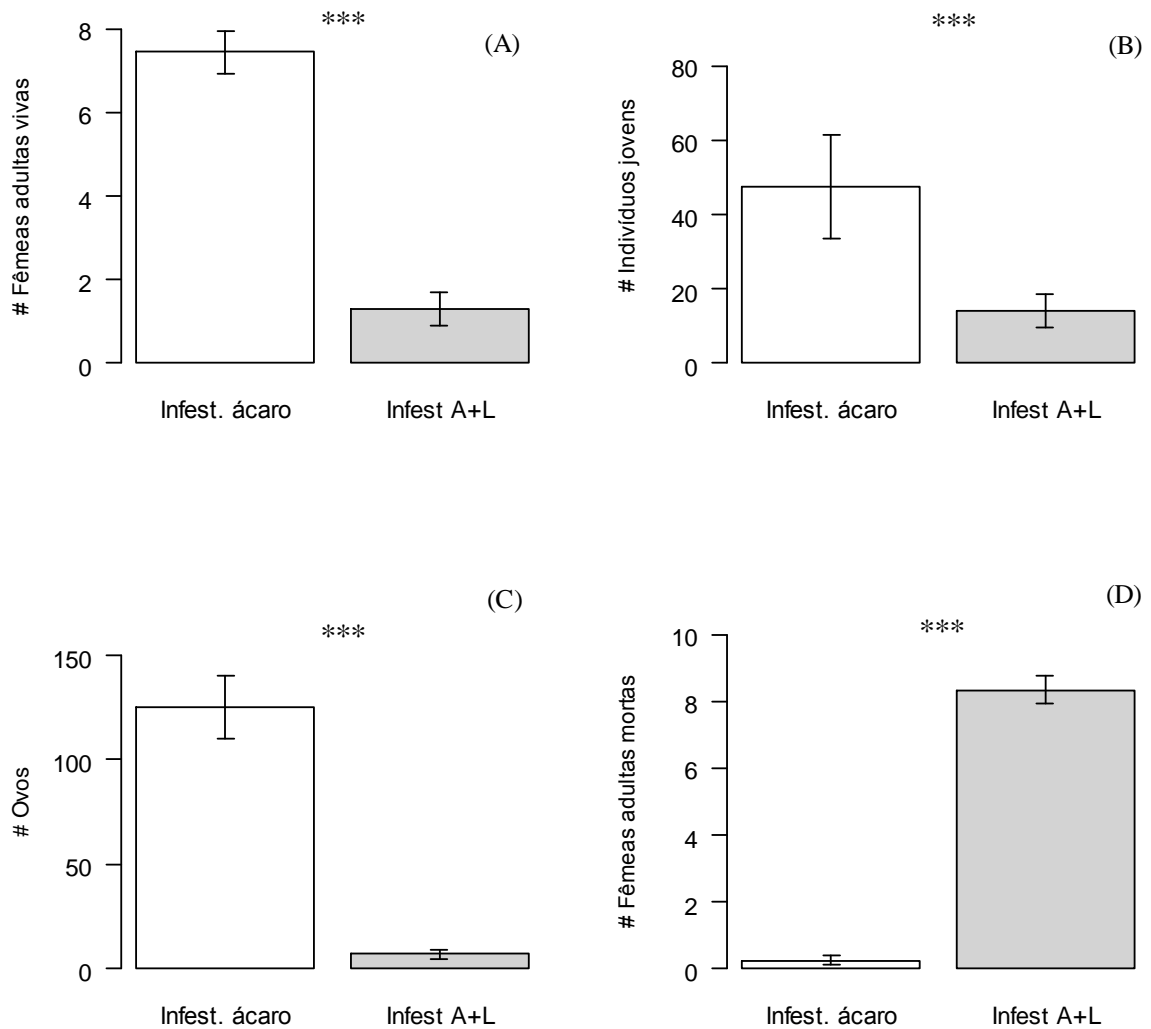 ***
(A)
# Fêmeas adultas vivas
8
6
4
2
0
Infest. ácaro
Infest A+L
***
(B)
# Indivíduos jovens
80
60
40
20
0
Infest. ácaro
Infest A+L
(C)
***
# Ovos
150
100
50
0
Infest. ácaro
Infest A+L
(D)
***
# Fêmeas adultas mortas
10
8
6
4
2
0
Infest. ácaro
Infest A+L